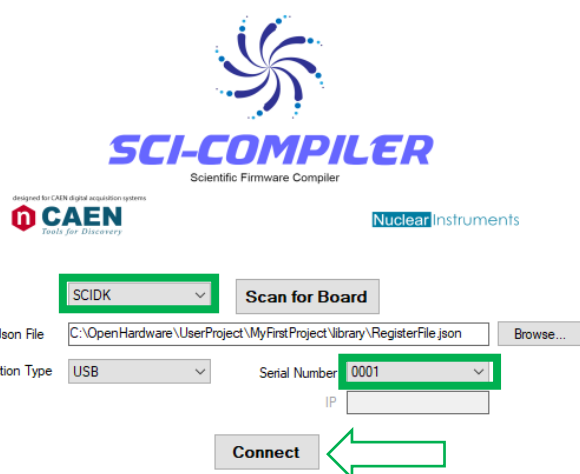 SCI-COMPILER
Scientific Firmware Compiler
designed for CAEN digital acquisition systems
n CAEN
Tools for Discovery
Nuclear Instruments
SCIDK
Scan for Board
Json File
C:\OpenHardware\UserProject\MyFirstProject\library\RegisterFile.json
Browse...
tion Type
USB
Serial Number
0001
IP
Connect